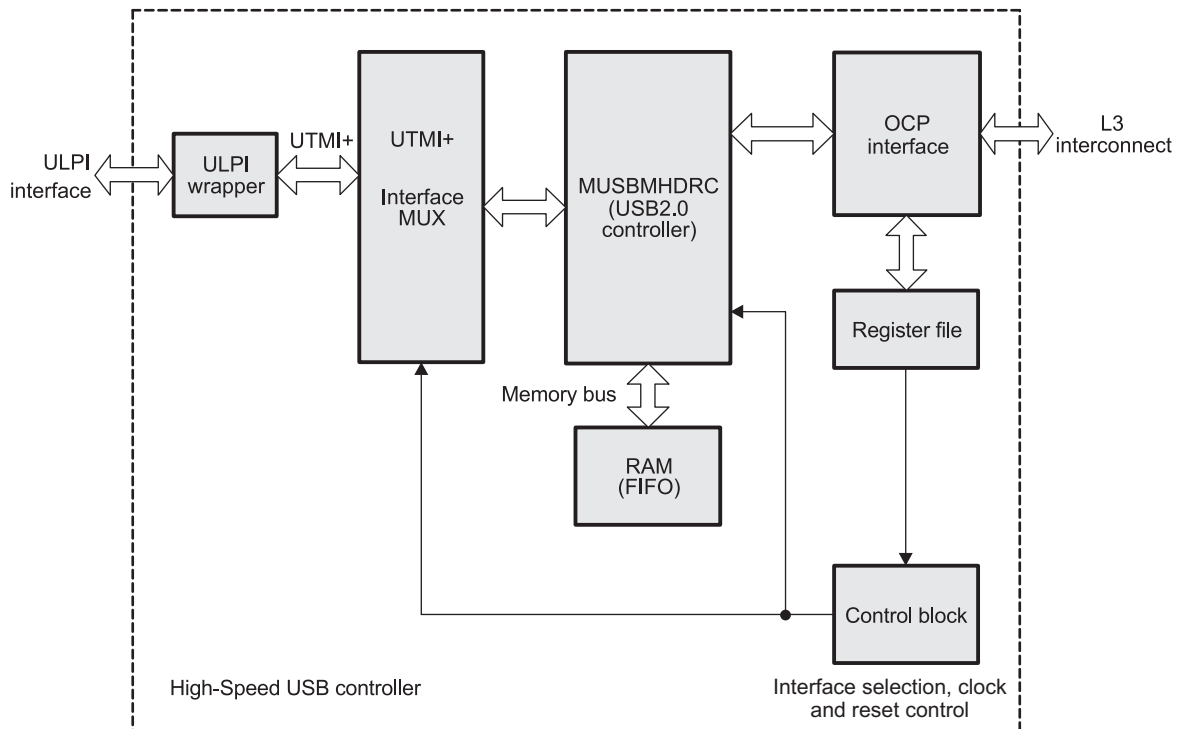 ULPI
interface
ULPI
wrapper
UTMI+
UTMI+
Interface
MUX
MUSBMHDRC
(USB2.0
controller)
OCP
interface
L3
interconnect
Register file
Memory bus
RAM
(FIFO)
Control block
High-Speed USB controller
Interface selection, clock
and reset control